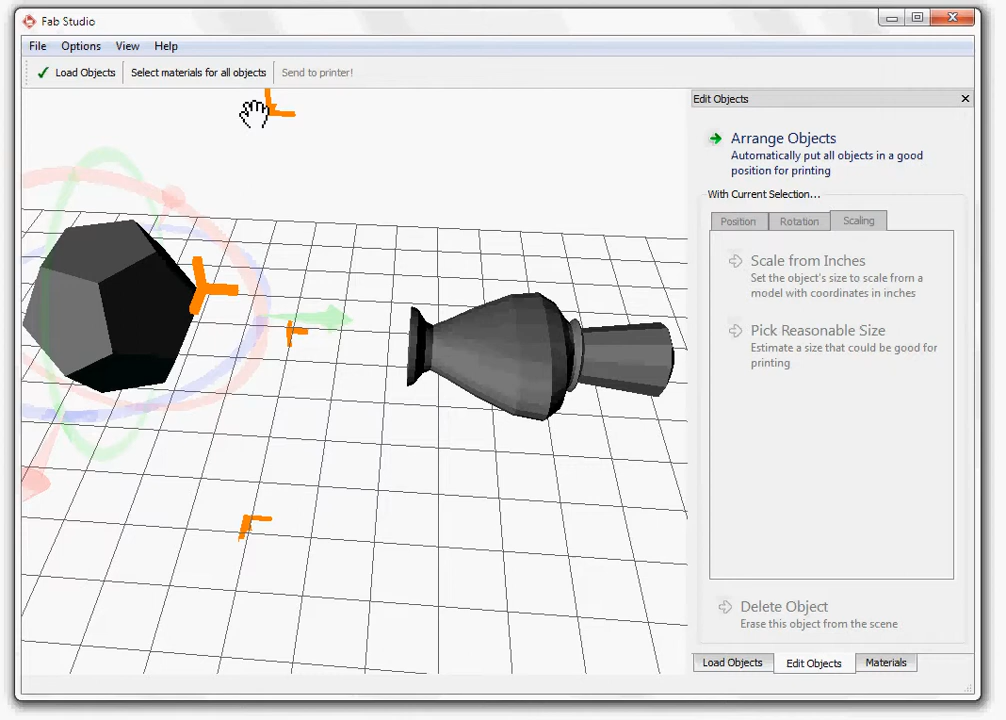 Fab Studio
File Options View Help
Load Objects Select materials for all objects Send to printer!
Edit Objects
Arrange Objects
Automatically put all objects in a good
position for printing
With Current Selection...
Position Rotation Scaling
Scale from Inches
Set the object's size to scale from a
model with coordinates in inches
Pick Reasonable Size
Estimate a size that could be good for
printing
Delete Object
Erase this object from the scene
Load Objects Edit Objects Materials